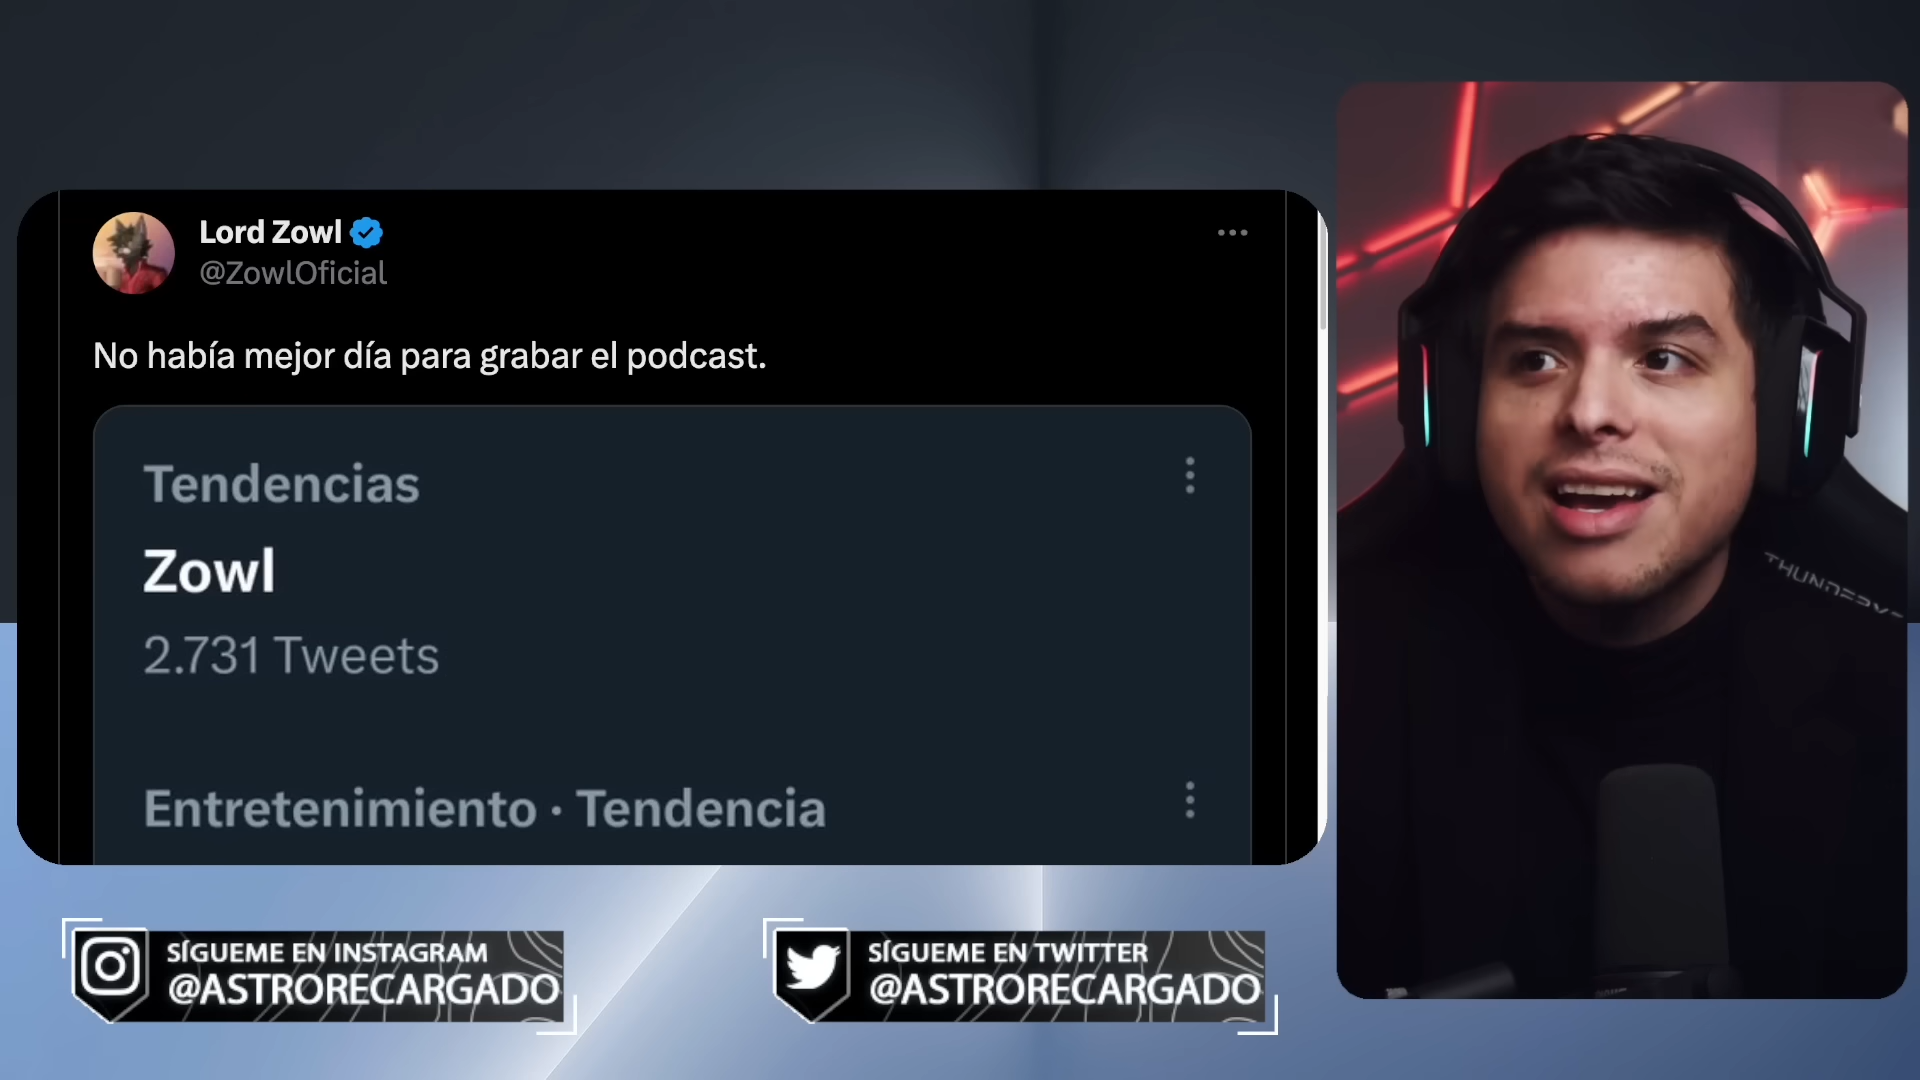 Lord Zowl
@ZowlOficial
No había mejor día para grabar el podcast.
Tendencias
Zowl
2.731 Tweets
Entretenimiento · Tendencia
SÍGUEME EN INSTAGRAM
@ASTRORECARGADO
SÍGUEME EN TWITTER
@ASTRORECARGADO